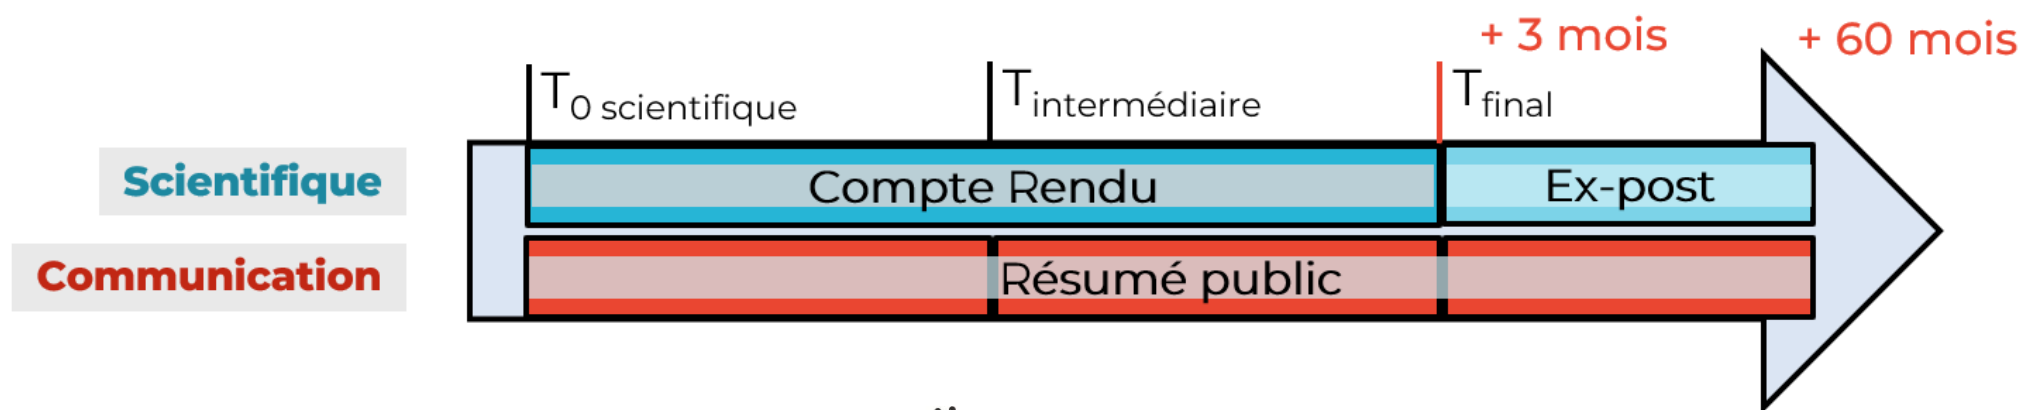 + 3 mois
+ 60 mois
T0 scientifique
Tintermédiaire
Tfinal
Scientifique
Compte Rendu
Ex-post
Communication
Résumé public